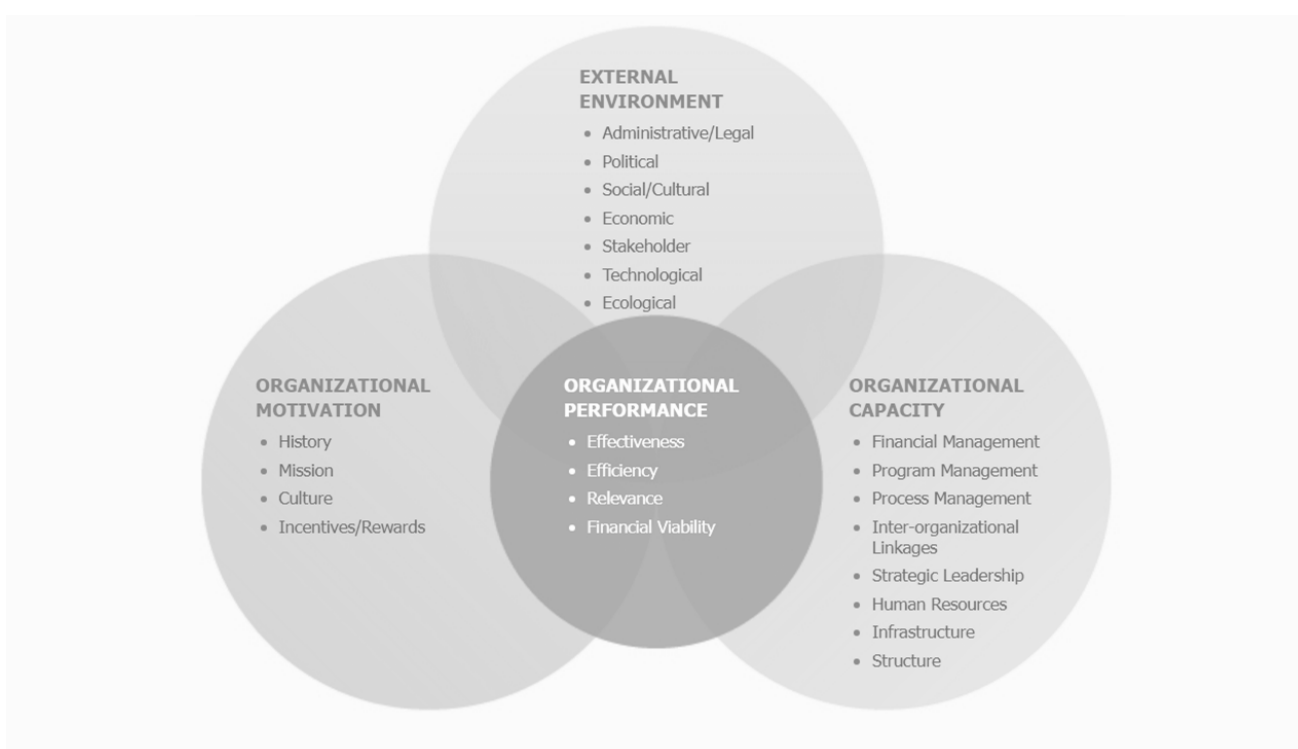 EXTERNAL
ENVIRONMENT
• Administrative/Legal
• Political
• Social/Cultural
• Economic
• Stakeholder
• Technological
• Ecological
ORGANIZATIONAL
MOTIVATION
• History
• Mission
• Culture
• Incentives/Rewards
ORGANIZATIONAL
PERFORMANCE
• Effectiveness
• Efficiency
• Relevance
• Financial Viability
ORGANIZATIONAL
CAPACITY
• Financial Management
• Program Management
• Process Management
• Inter-organizational
Linkages
• Strategic Leadership
• Human Resources
• Infrastructure
• Structure